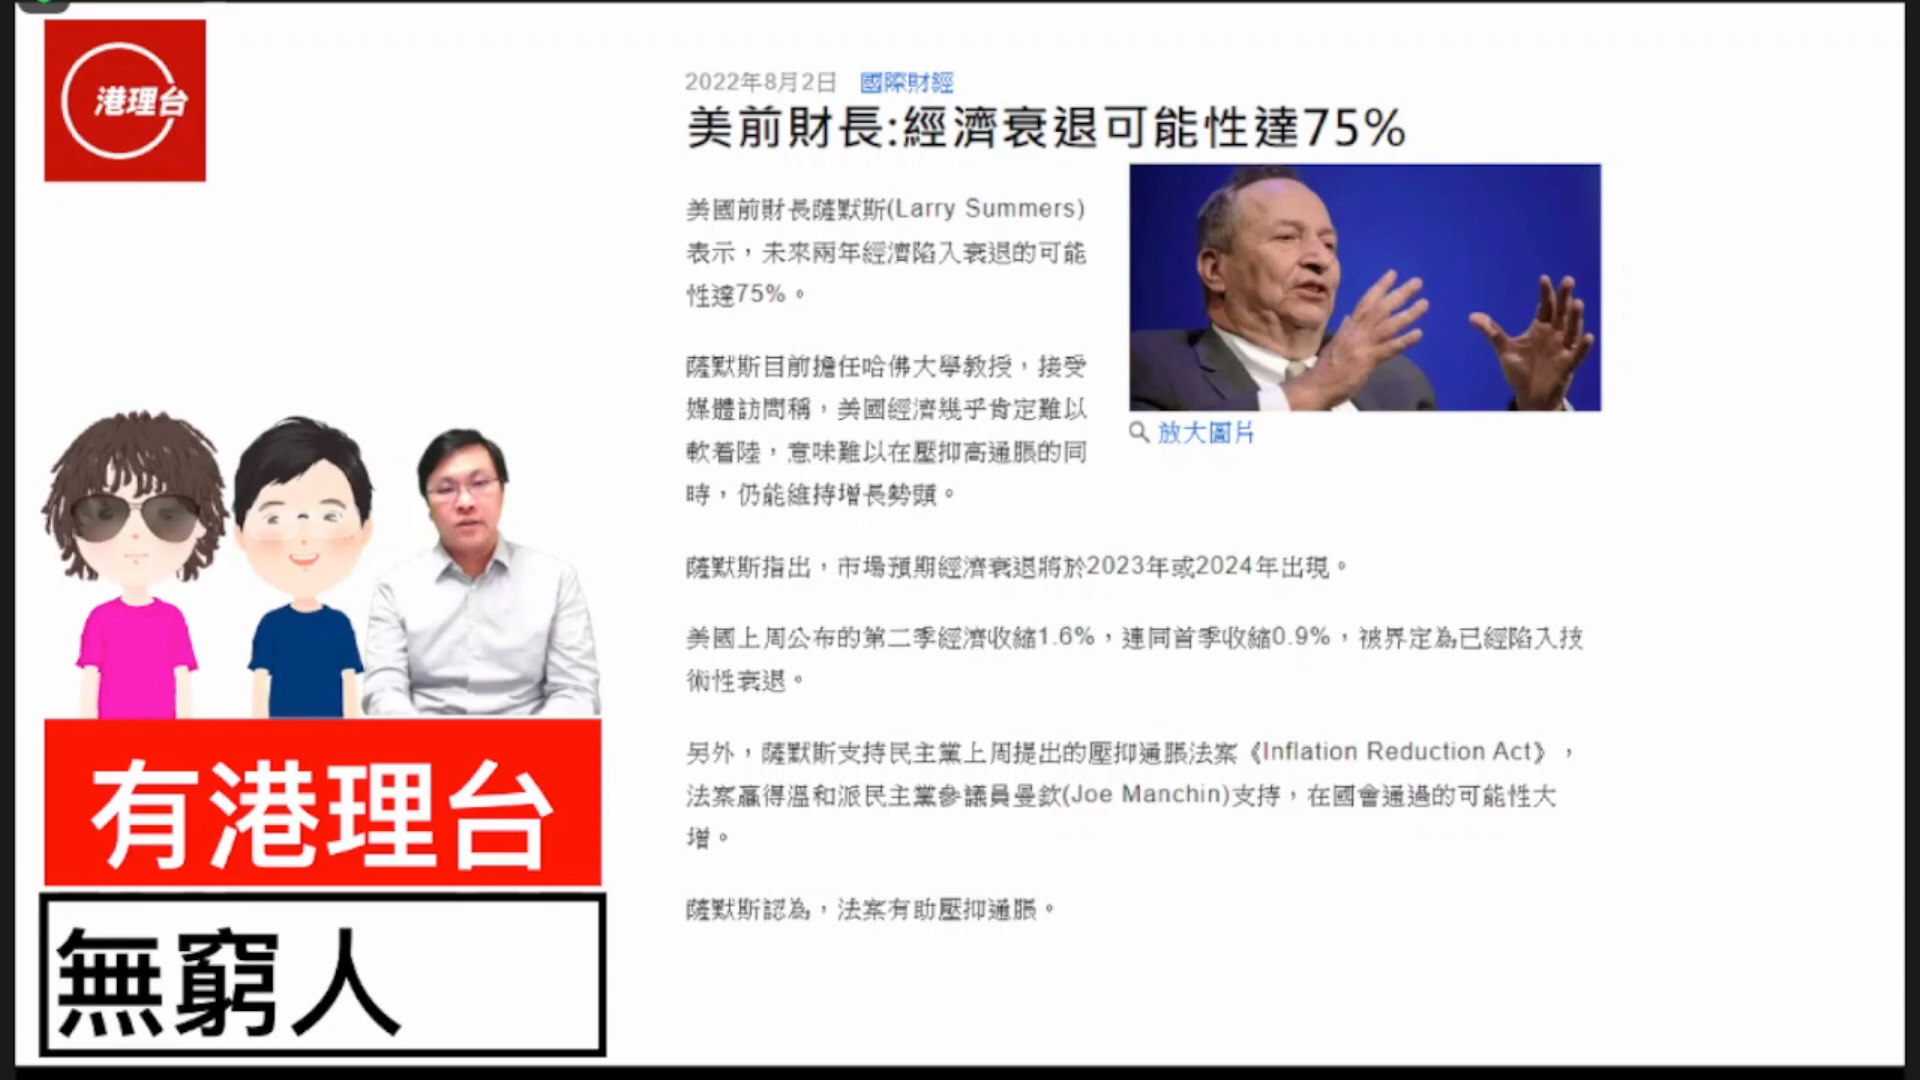 港理台
2022年8月2日 國際財經
美前財長:經濟衰退可能性達75%
美國前財長薩默斯(Larry Summers)
表示，未來兩年經濟陷入衰退的可能
性達75%。
薩默斯目前擔任哈佛大學教授，接受
媒體訪問稱，美國經濟幾乎肯定難以
軟着陸，意味難以在壓抑高通脹的同
時，仍能維持增長勢頭。
放大圖片
薩默斯指出，市場預期經濟衰退將於2023年或2024年出現。
美國上周公布的第二季經濟收縮1.6%，連同首季收縮0.9%，被界定為已經陷入技
術性衰退。
另外，薩默斯支持民主黨上周提出的壓抑通脹法案《Inflation Reduction Act》，
法案贏得溫和派民主黨參議員曼欽(Joe Manchin)支持，在國會通過的可能性大
增。
薩默斯認為，法案有助壓抑通脹。
有港理台
無窮人